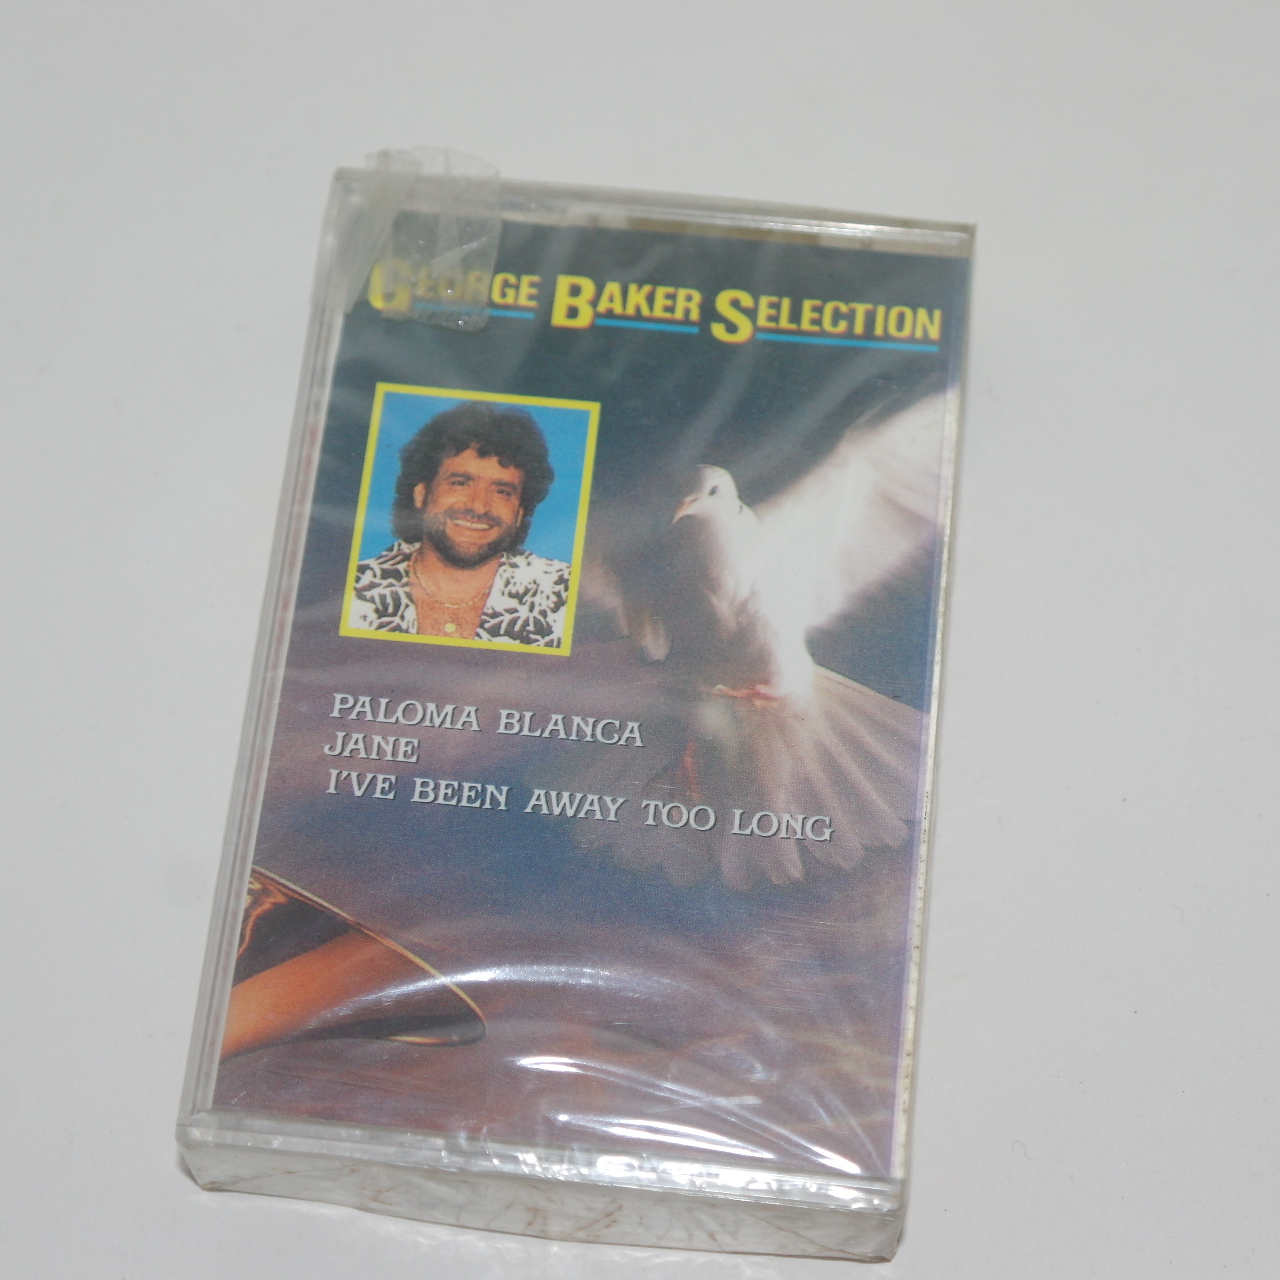 GEORGE BAKER SELECTION
PALOMA BLANCA
JANE
I'VE BEEN AWAY TOO LONG